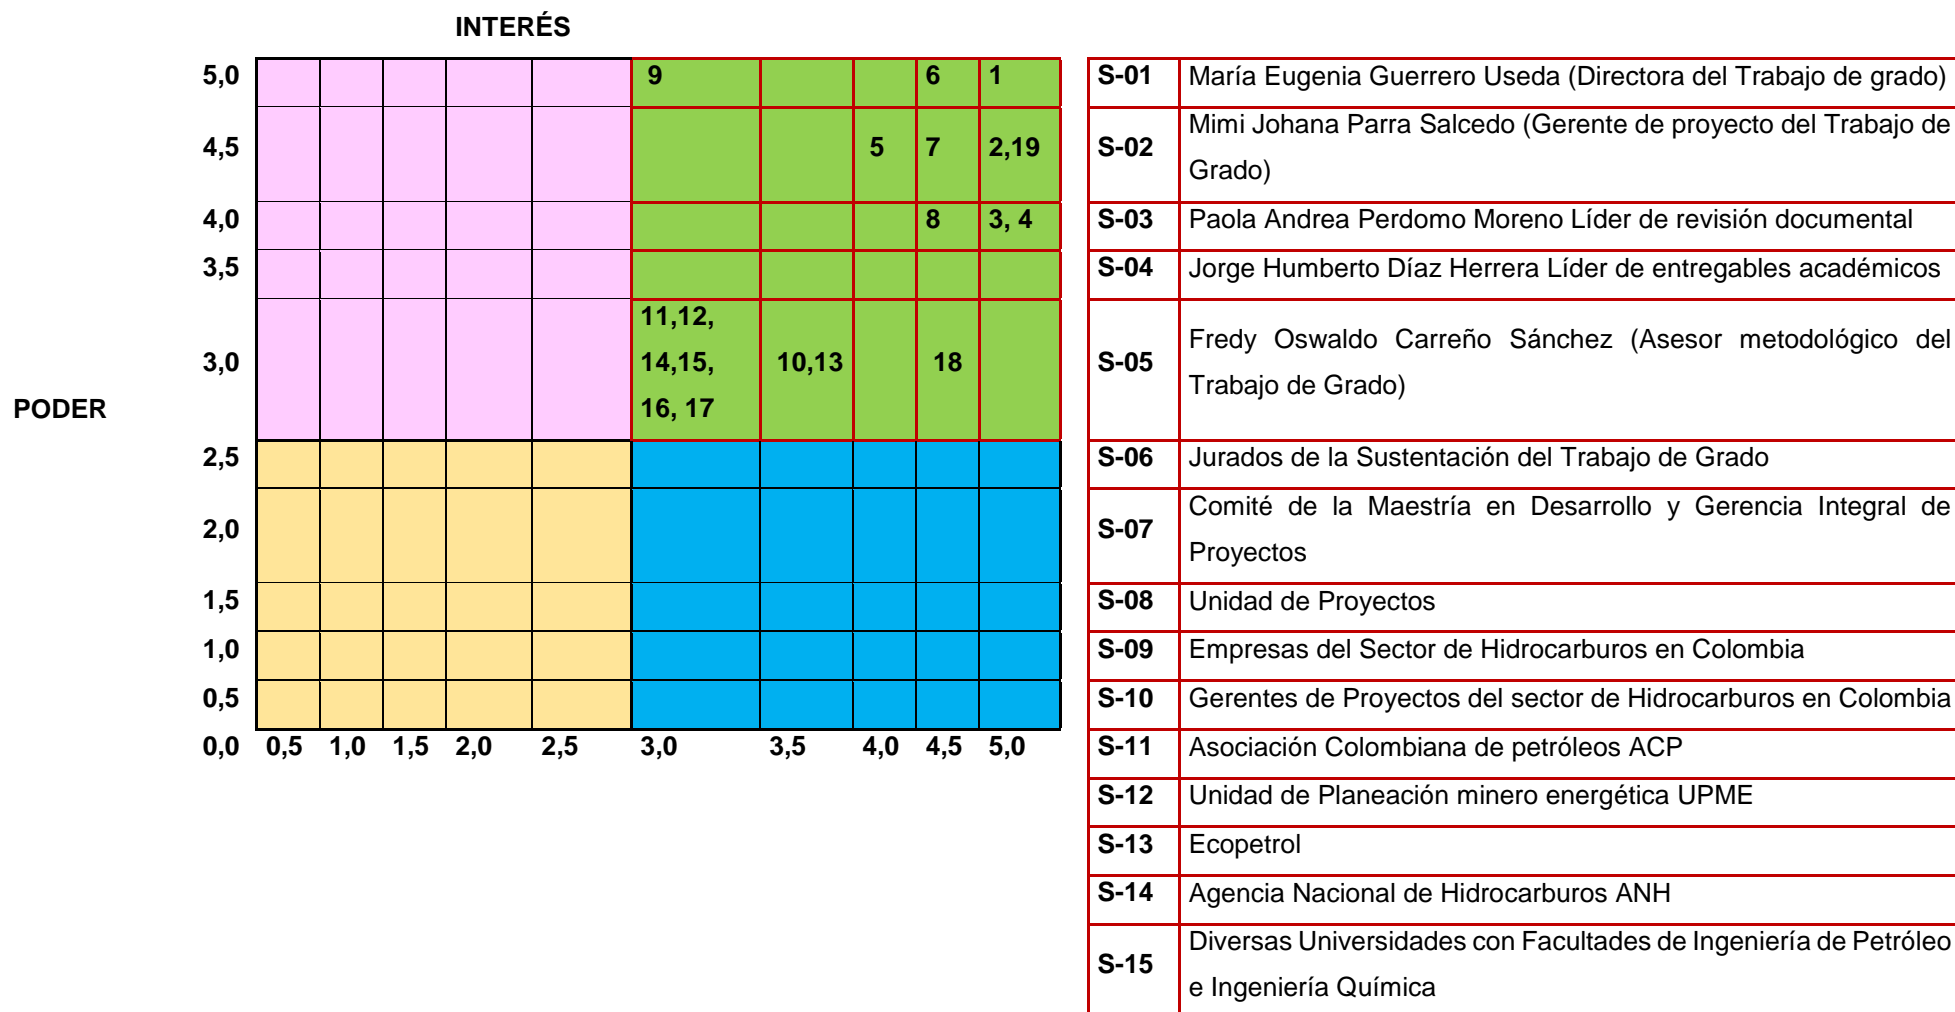 INTERÉS
5,0
9
6
1
4,5
5
7
2,19
4,0
8
3, 4
3,5
3,0
11,12,
14,15,
16, 17
10,13
18
PODER
2,5
2,0
1,5
1,0
0,5
0,0
0,5
1,0
1,5
2,0
2,5
3,0
3,5
4,0
4,5
5,0
S-01
María Eugenia Guerrero Useda (Directora del Trabajo de grado)
S-02
Mimi Johana Parra Salcedo (Gerente de proyecto del Trabajo de
Grado)
S-03
Paola Andrea Perdomo Moreno Líder de revisión documental
S-04
Jorge Humberto Díaz Herrera Líder de entregables académicos
S-05
Fredy Oswaldo Carreño Sánchez (Asesor metodológico del
Trabajo de Grado)
S-06
Jurados de la Sustentación del Trabajo de Grado
S-07
Comité de la Maestría en Desarrollo y Gerencia Integral de
Proyectos
S-08
Unidad de Proyectos
S-09
Empresas del Sector de Hidrocarburos en Colombia
S-10
Gerentes de Proyectos del sector de Hidrocarburos en Colombia
S-11
Asociación Colombiana de petróleos ACP
S-12
Unidad de Planeación minero energética UPME
S-13
Ecopetrol
S-14
Agencia Nacional de Hidrocarburos ANH
S-15
Diversas Universidades con Facultades de Ingeniería de Petróleo
e Ingeniería Química